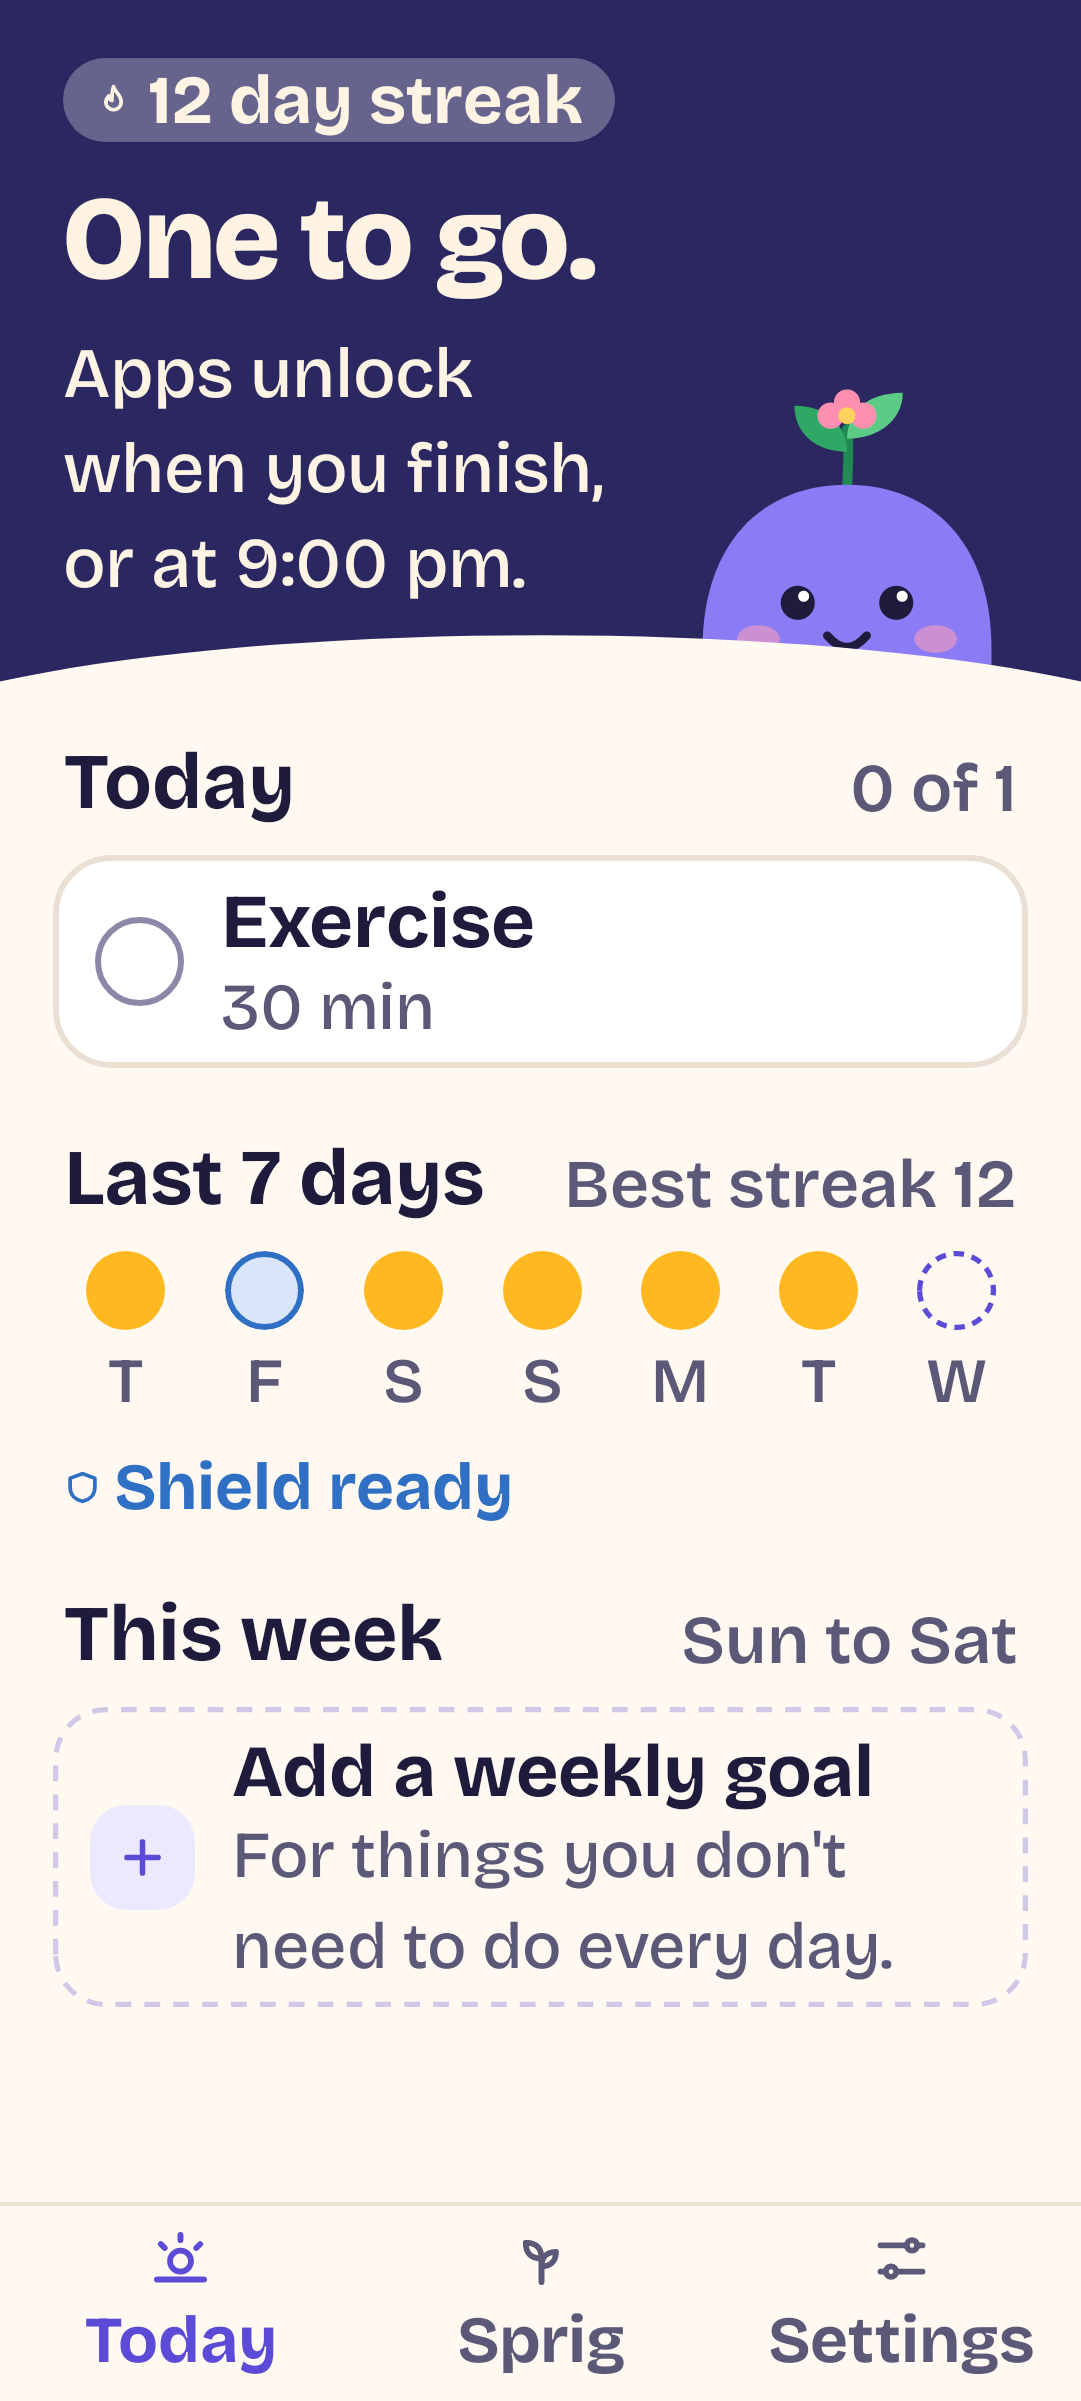 12 day streak
One to go.
Apps unlock
when you finish,
or at 9:00 pm.
Today
0 of 1
Exercise
30 min
Last 7 days
Best streak 12
T F S S M T W
Shield ready
This week
Sun to Sat
Add a weekly goal
For things you don't
need to do every day.
Today
Sprig
Settings